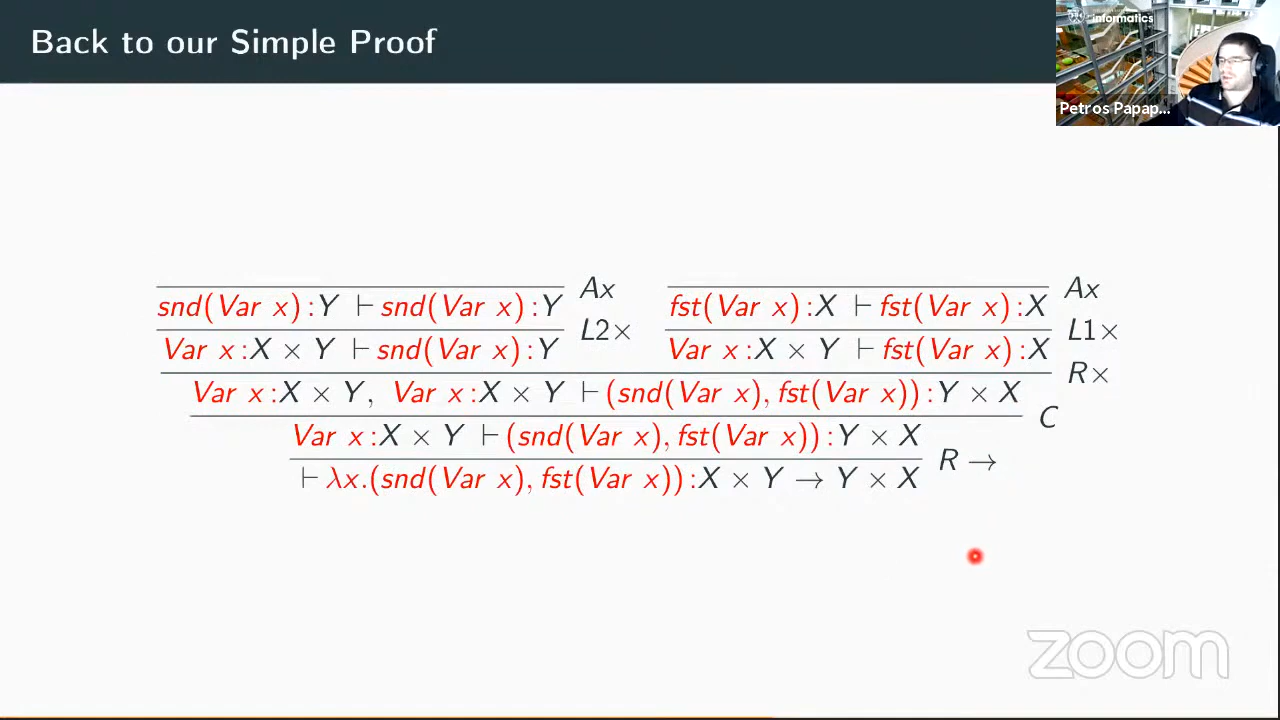 Back to our Simple Proof
informatics
Petros Papap...
snd(Var x) : Y ⊢ snd(Var x) : Y Ax
fst(Var x) : X ⊢ fst(Var x) : X Ax
Var x : X × Y ⊢ snd(Var x) : Y L2×
Var x : X × Y ⊢ fst(Var x) : X L1×
Var x : X × Y, Var x : X × Y ⊢ (snd(Var x), fst(Var x)) : Y × X R×
Var x : X × Y ⊢ (snd(Var x), fst(Var x)) : Y × X C
⊢ λx.(snd(Var x), fst(Var x)) : X × Y → Y × X R →
zoom